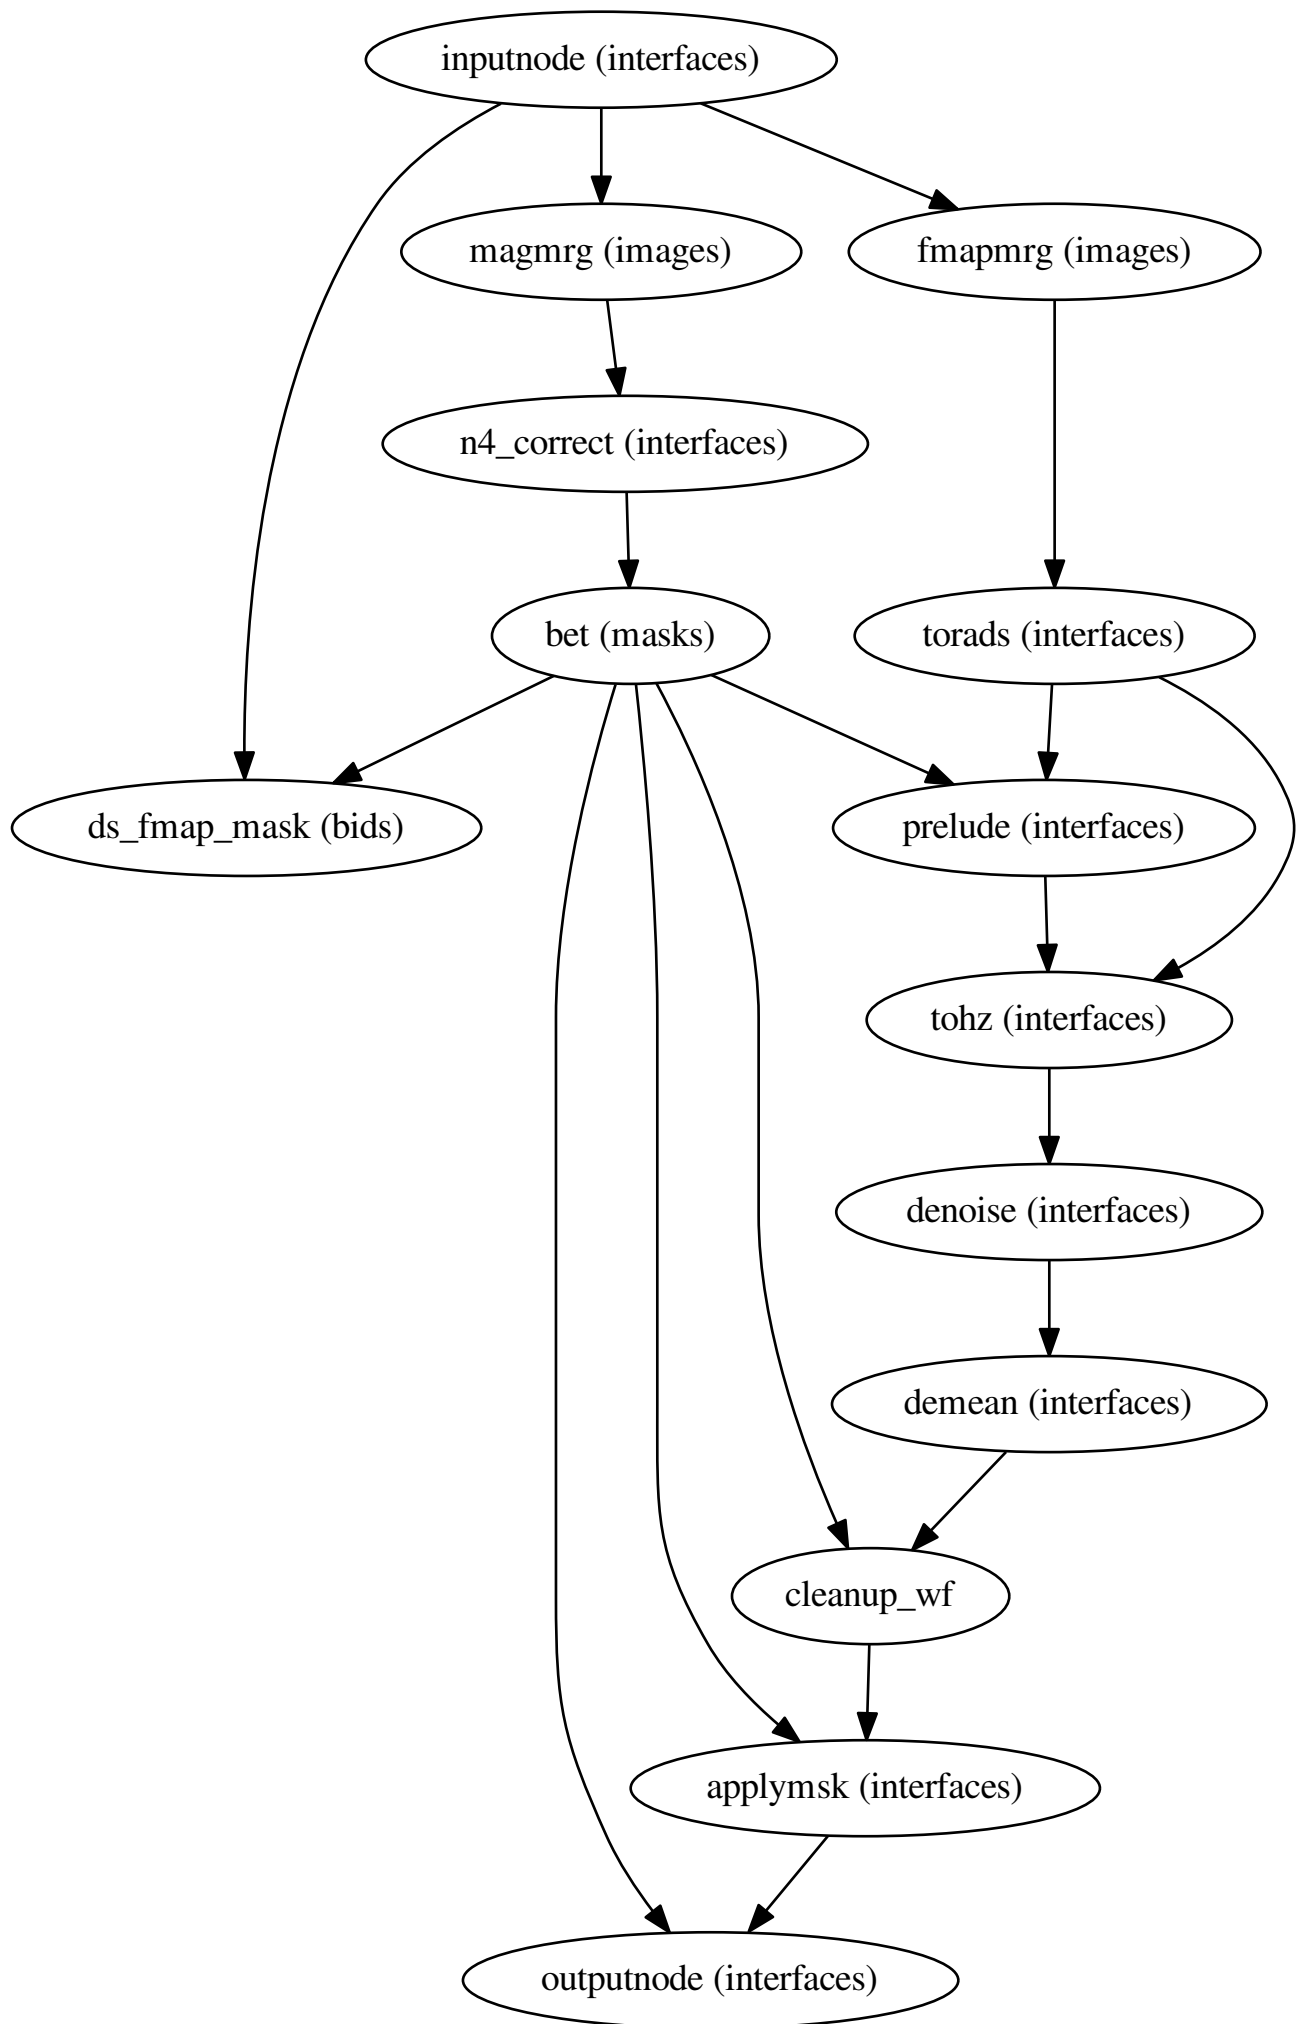 inputnode (interfaces)
magmrg (images)
fmapmrg (images)
n4_correct (interfaces)
bet (masks)
torads (interfaces)
ds_fmap_mask (bids)
prelude (interfaces)
tohz (interfaces)
denoise (interfaces)
demean (interfaces)
cleanup_wf
applymsk (interfaces)
outputnode (interfaces)